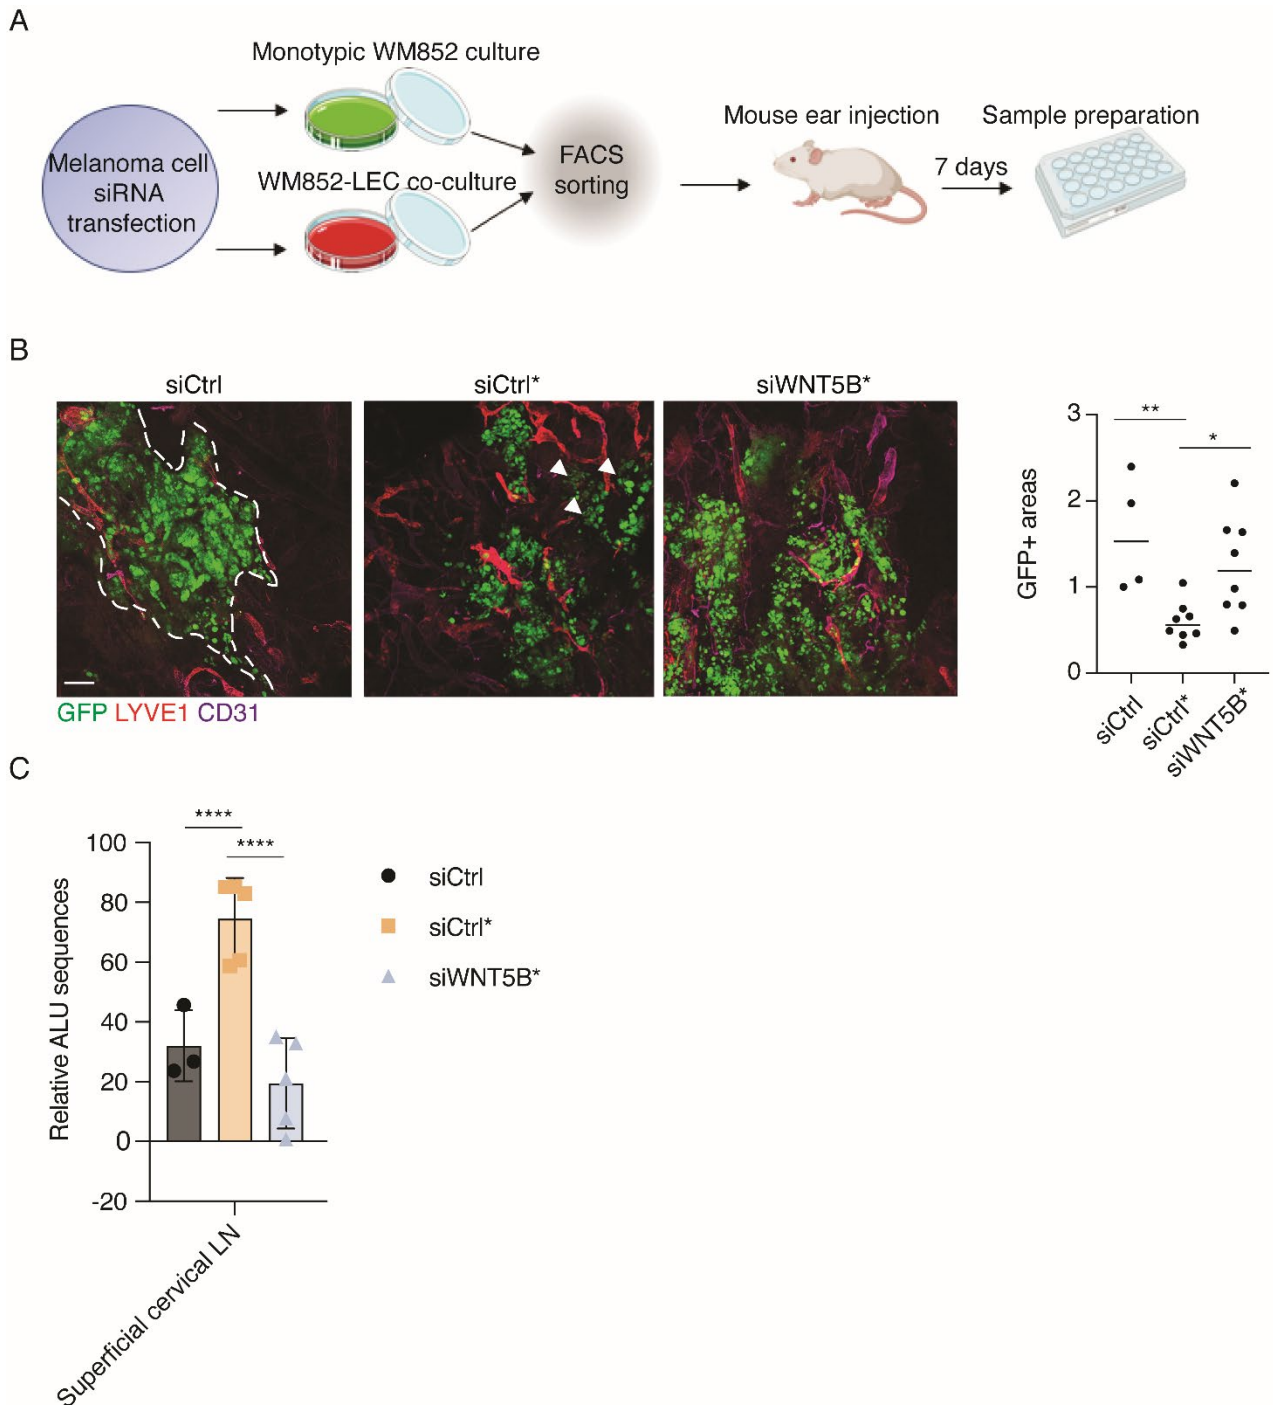 A
Monotypic WM852 culture
Melanoma cell
siRNA
transfection
WM852-LEC co-culture
FACS
sorting
Mouse ear injection
7 days
Sample preparation
B
siCtrl
siCtrl*
siWNT5B*
GFP LYVE1 CD31
GFP+ areas
3
2
1
0
**
*
siCtrl
siCtrl*
siWNT5B*
C
Relative ALU sequences
100
80
60
40
20
0
-20
****
****
Superficial cervical LN
siCtrl
siCtrl*
siWNT5B*